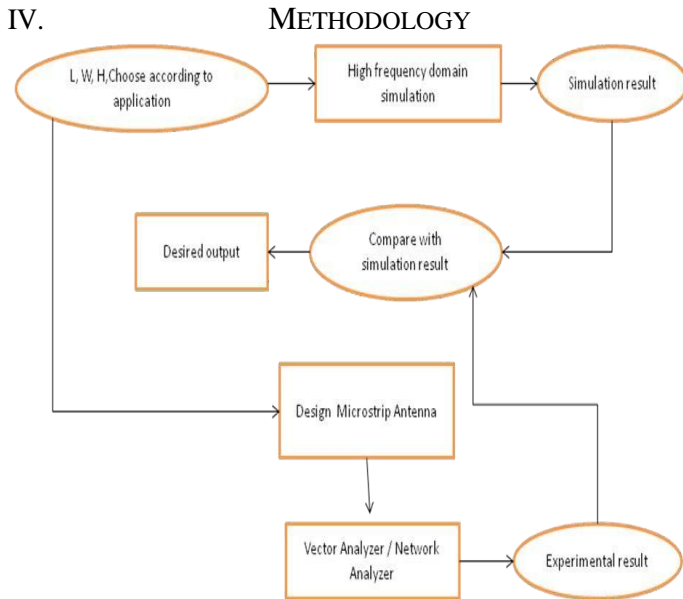 IV. METHODOLOGY
L, W, H,Choose according to
application
High frequency domain
simulation
Simulation result
Desired output
Compare with
simulation result
Design Microstrip Antenna
Vector Analyzer / Network
Analyzer
Experimental result